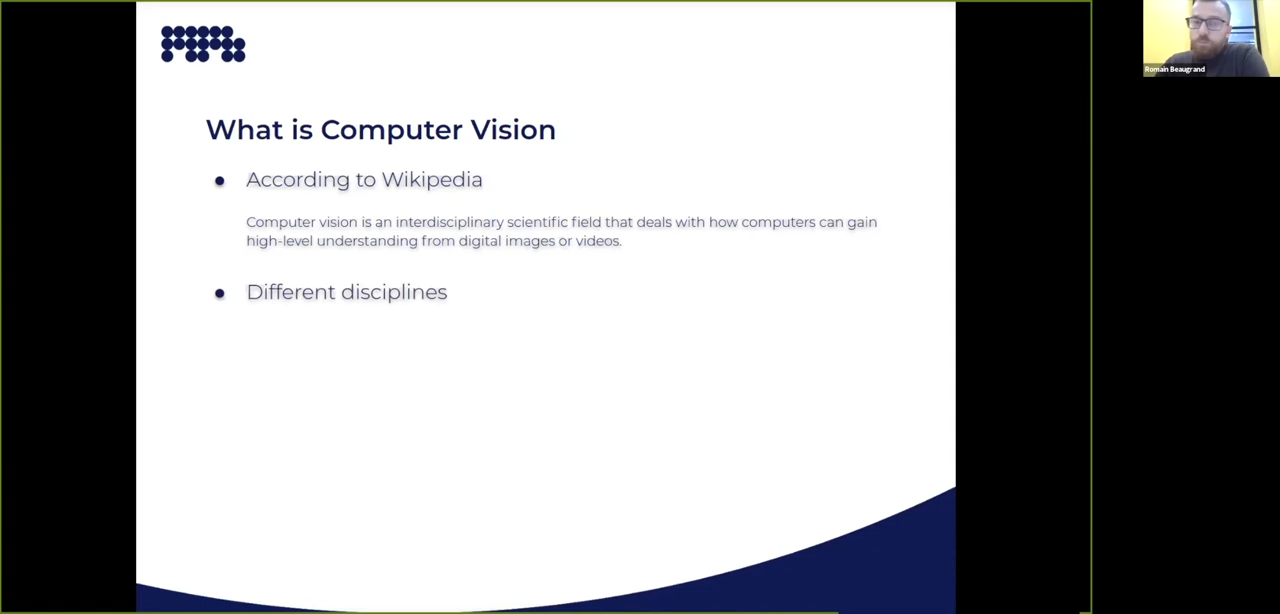 What is Computer Vision
According to Wikipedia
Computer vision is an interdisciplinary scientific field that deals with how computers can gain
high-level understanding from digital images or videos.
Different disciplines
Romain Beaugrand